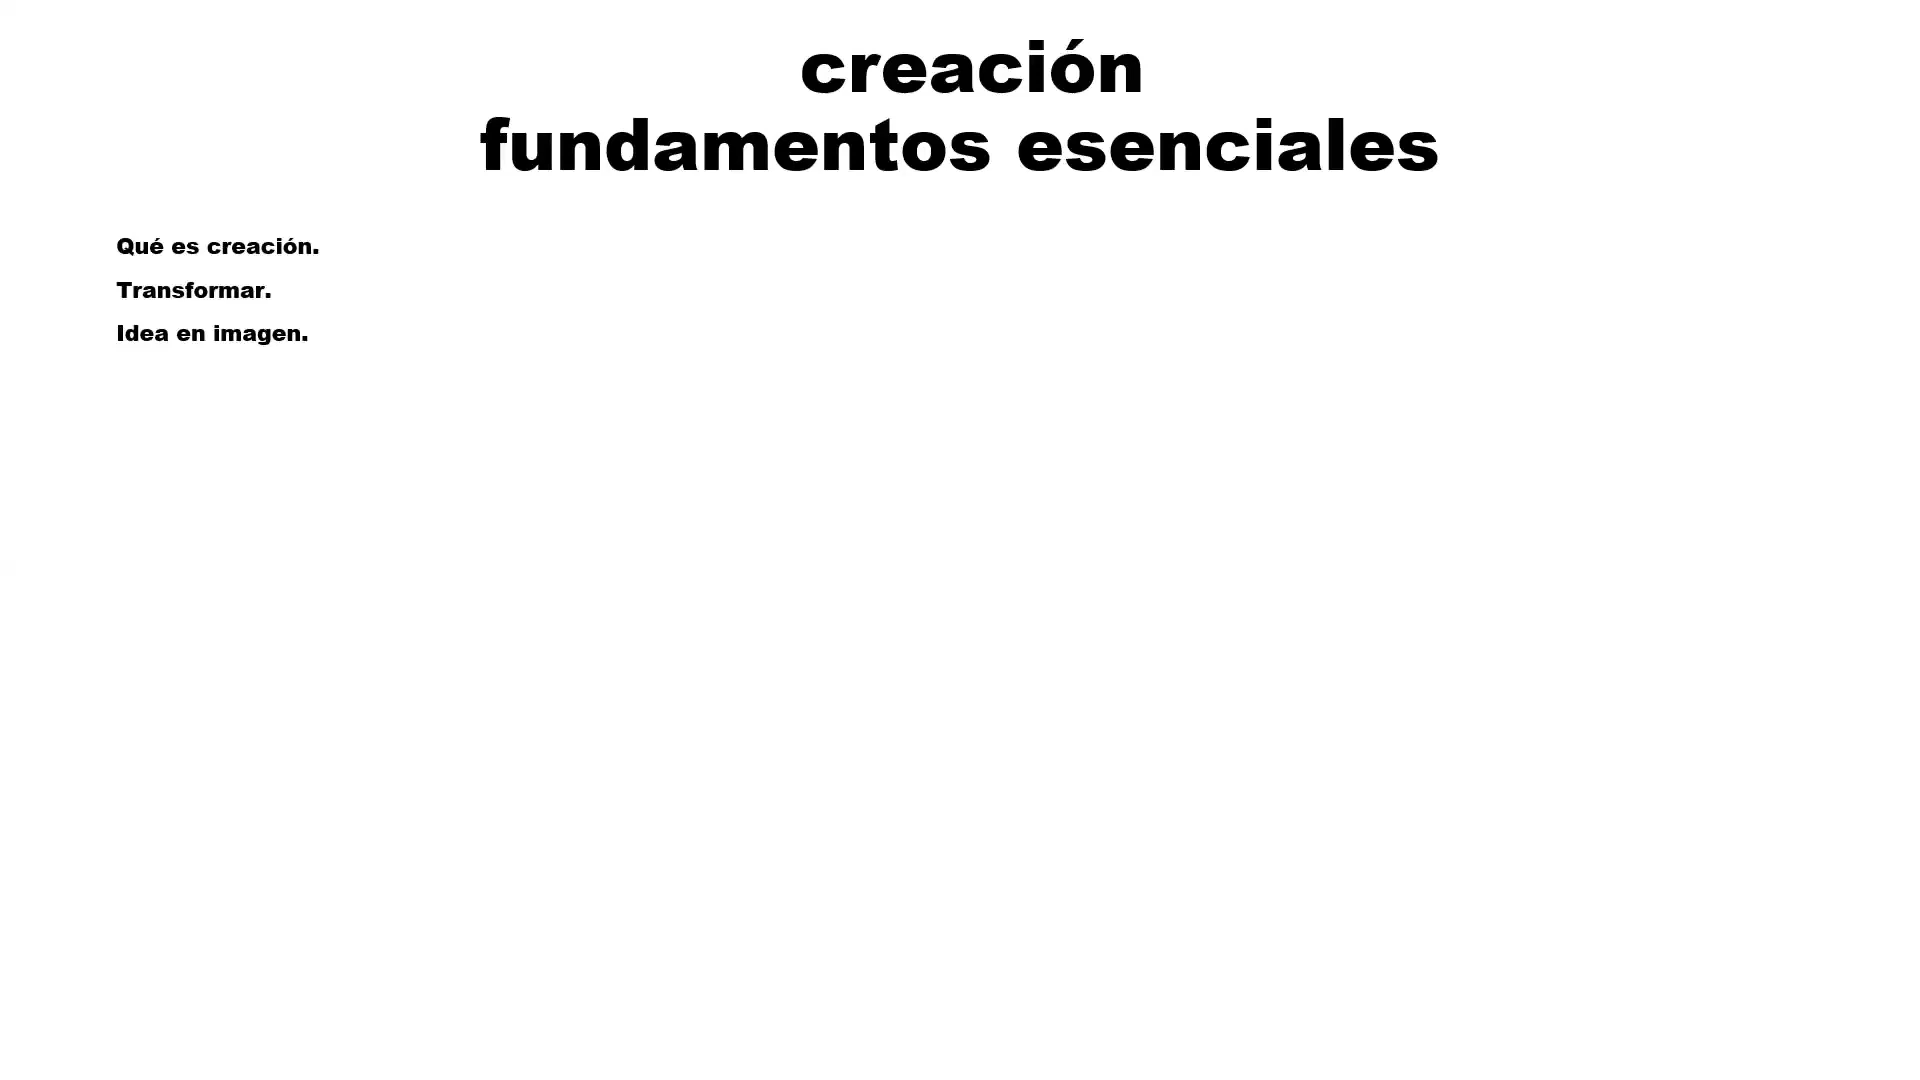 creación
fundamentos esenciales
Qué es creación.
Transformar.
Idea en imagen.